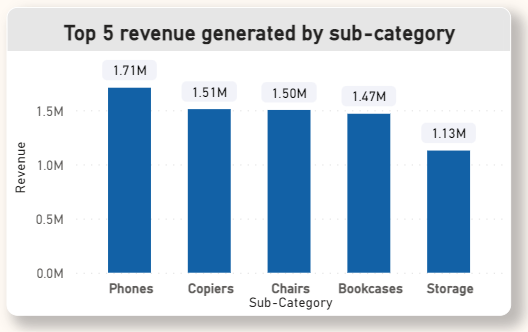 Top 5 revenue generated by sub-category
1.71M
1.51M
1.50M
1.47M
1.13M
1.5M
1.0M
0.5M
0.0M
Revenue
Phones Copiers Chairs Bookcases Storage
Sub-Category